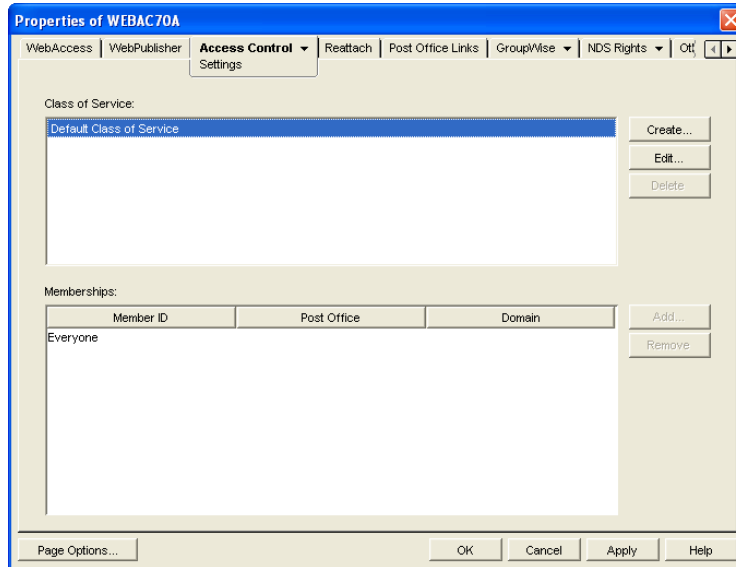 Properties of WEBAC70A
WebAccess WebPublisher Access Control Reattach Post Office Links GroupWise NDS Rights
Settings
Class of Service:
Default Class of Service
Create...
Edit...
Delete
Memberships:
Member ID Post Office Domain
Everyone
Add...
Remove
Page Options... OK Cancel Apply Help